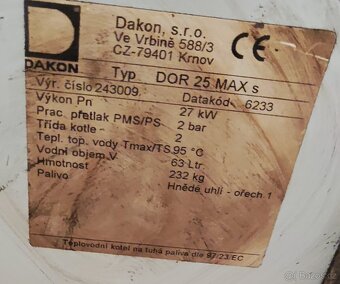 DAKON
Dakon, s.r.o.
Ve Vrbině 588/3
CZ-79401 Krnov
CE
Typ DOR 25 MAX s
Výr. číslo 243009. Datakód 6233
Výkon Pn 27 kW
Prac. přetlak PMS/PS 2 bar
Třída kotle - 2
Tepl. top. vody Tmax/TS 95 °C
Vodní objem V 63 Ltr.
Hmotnost 232 kg
Palivo Hnědé uhlí - ořech 1
Teplovodní kotel na tuhá paliva dle 97/23/EC